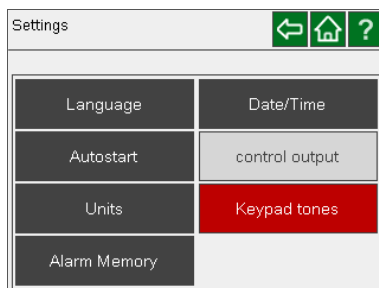 Settings
?
Language
Date/Time
Autostart
control output
Units
Keypad tones
Alarm Memory